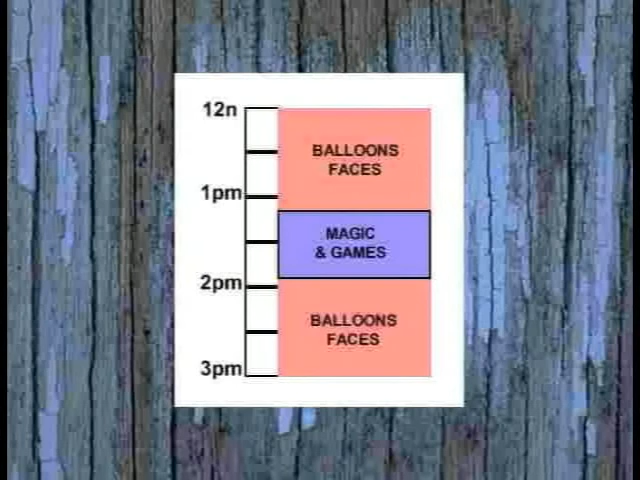 12n
BALLOONS
FACES
1pm
MAGIC
& GAMES
2pm
BALLOONS
FACES
3pm